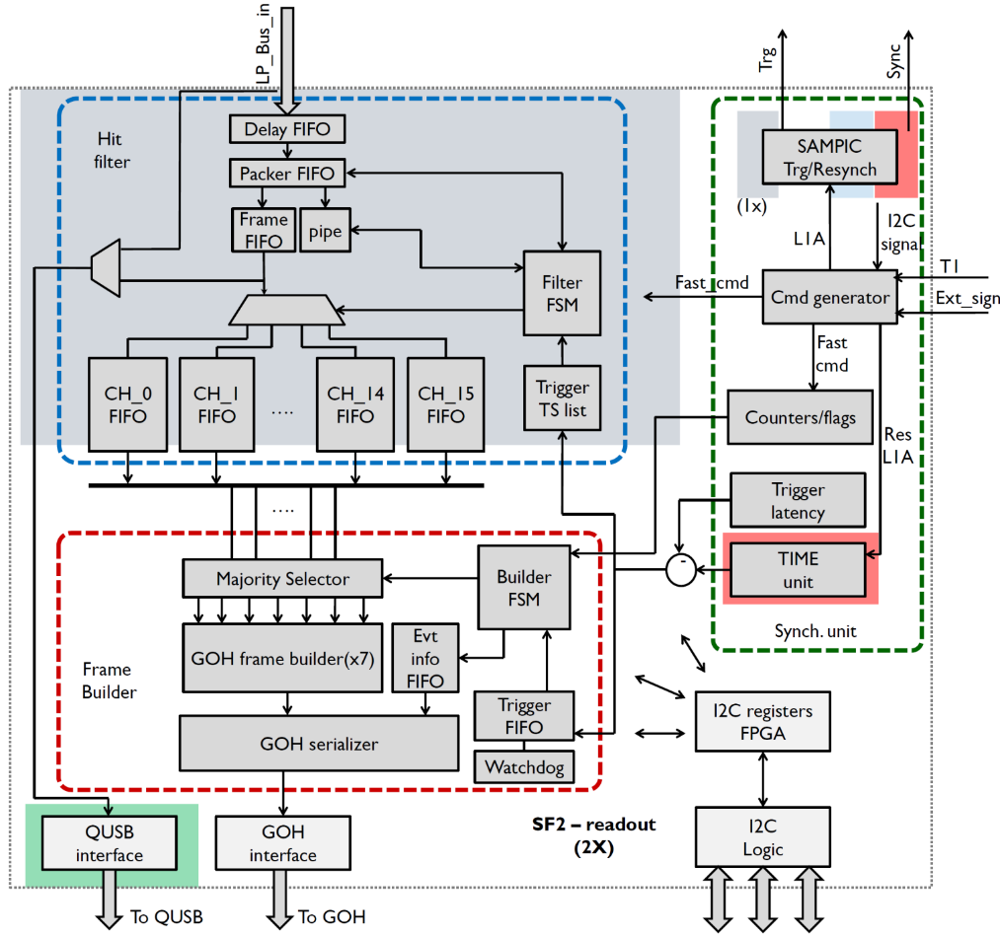 LP_Bus_in
Trg
Sync
Hit
filter
Delay FIFO
Packer FIFO
Frame
FIFO
pipe
Filter
FSM
CH_0
FIFO
CH_1
FIFO
....
CH_14
FIFO
CH_15
FIFO
Trigger
TS list
SAMPIC
Trg/Resynch
(1x)
L1A
I2C
signal
T1
Fast_cmd
Cmd generator
Ext_sign
Fast
cmd
Counters/flags
Res
L1A
Trigger
latency
-
TIME
unit
Synch. unit
....
Majority Selector
Builder
FSM
GOH frame builder(x7)
Evt
info
FIFO
Frame
Builder
Trigger
FIFO
GOH serializer
Watchdog
I2C registers
FPGA
SF2 – readout
(2X)
I2C
Logic
QUSB
interface
GOH
interface
To QUSB
To GOH